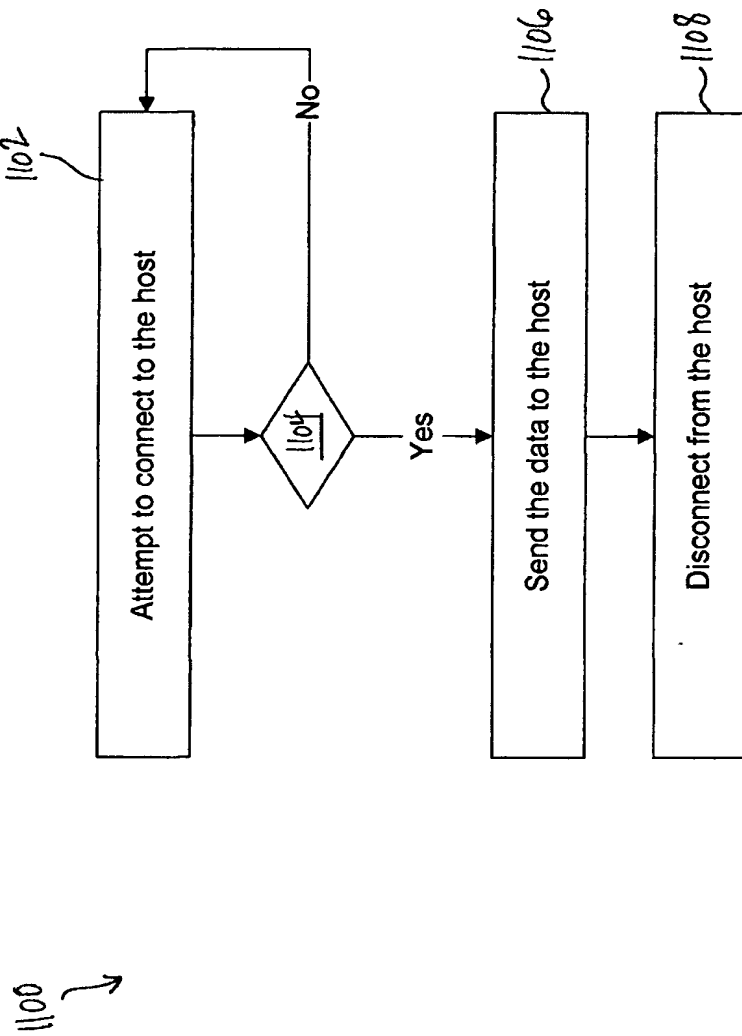 1100
1102
Attempt to connect to the host
1104
No
Yes
1106
Send the data to the host
1108
Disconnect from the host